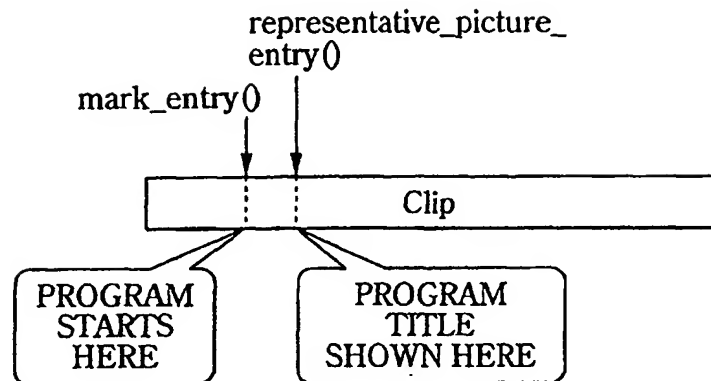 representative_picture_
entry()
mark_entry()
Clip
PROGRAM
STARTS
HERE
PROGRAM
TITLE
SHOWN HERE